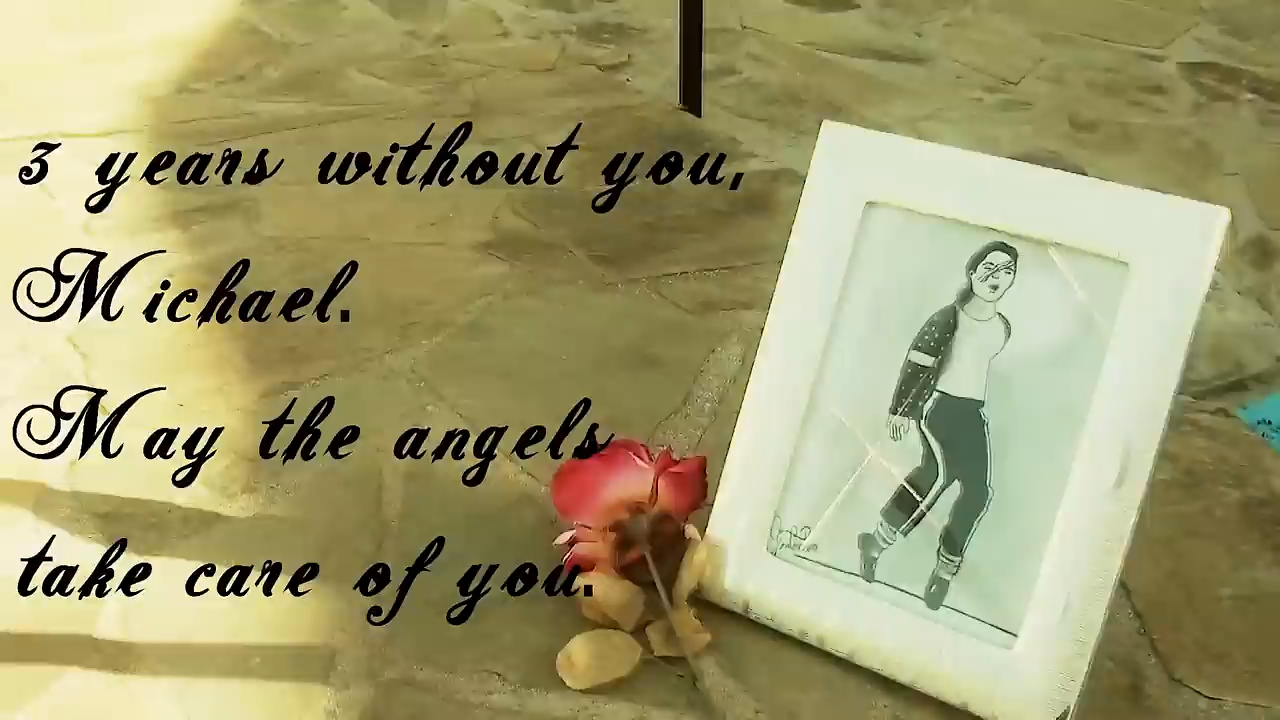 3 years without you,
Michael.
May the angels
take care of you.